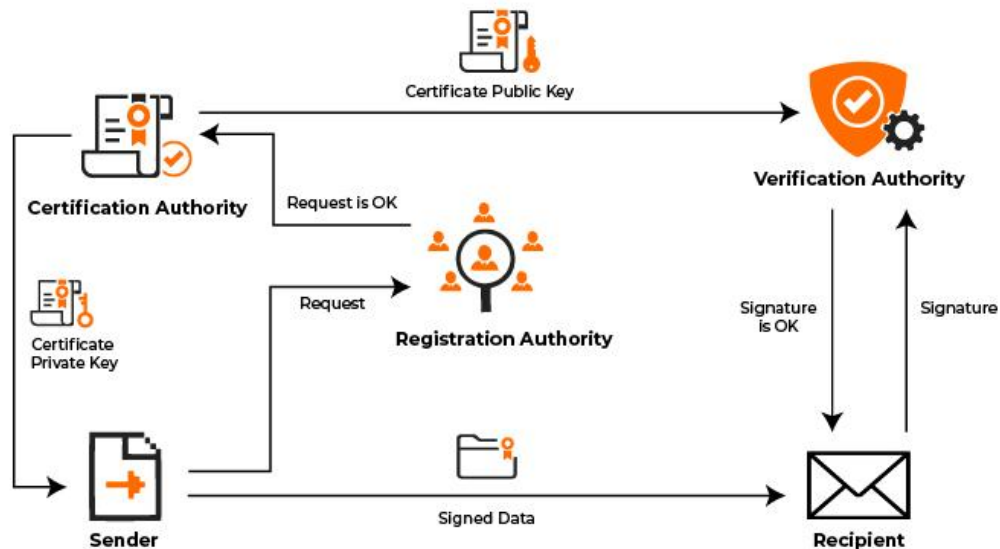 Certificate Public Key
Verification Authority
Certification Authority
Request is OK
Request
Registration Authority
Certificate
Private Key
Signature
is OK
Signature
Signed Data
Sender
Recipient